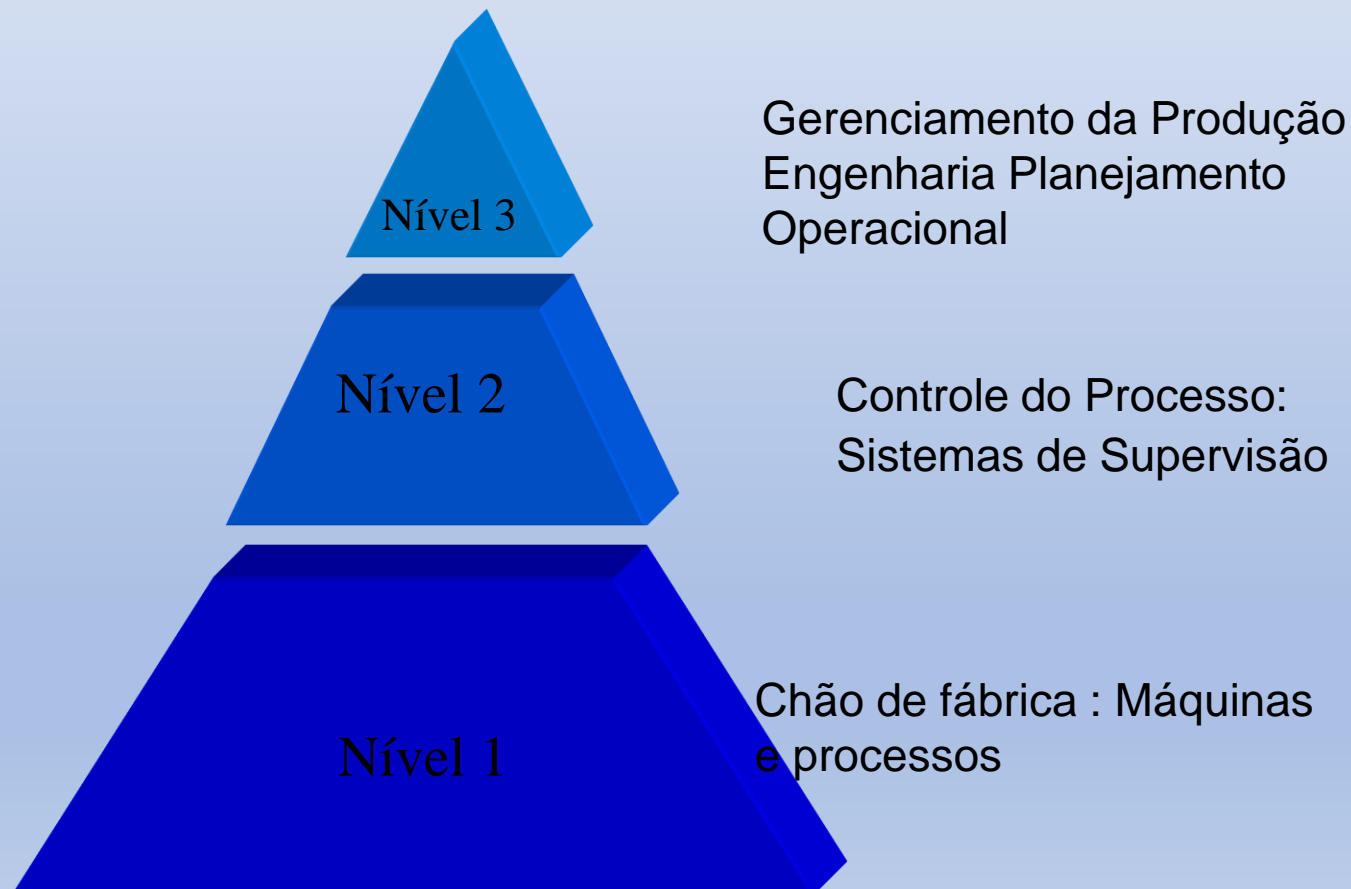 Nível 3
Gerenciamento da Produção
Engenharia Planejamento
Operacional
Nível 2
Controle do Processo:
Sistemas de Supervisão
Nível 1
Chão de fábrica : Máquinas
e processos